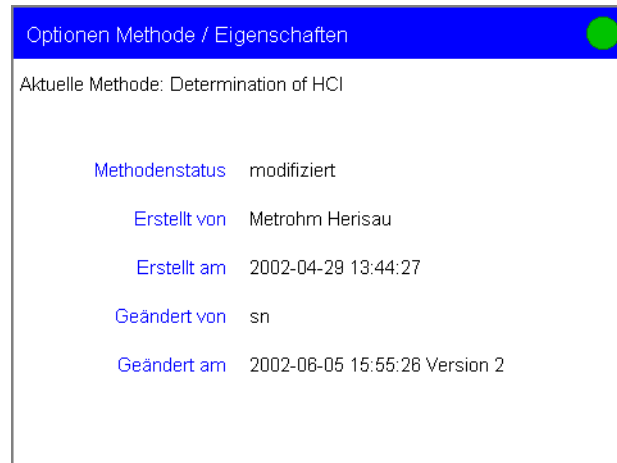 Optionen Methode / Eigenschaften
Aktuelle Methode: Determination of HCl
Methodenstatus modifiziert
Erstellt von Metrohm Herisau
Erstellt am 2002-04-29 13:44:27
Geändert von sn
Geändert am 2002-06-05 15:55:26 Version 2